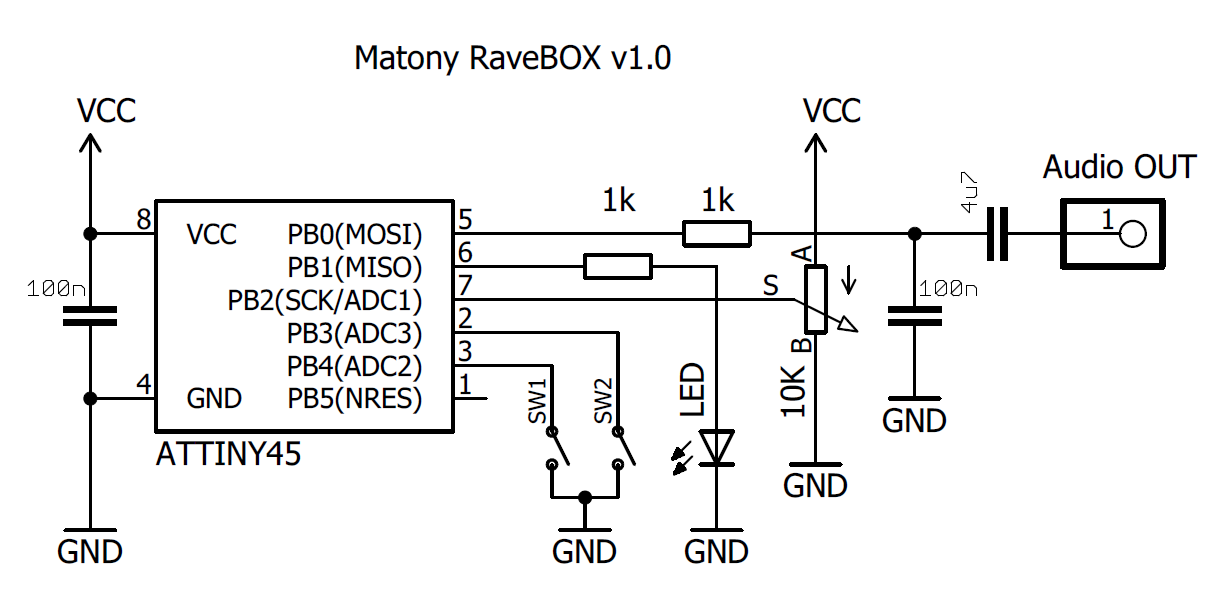 Matony RaveBOX v1.0
VCC
VCC
Audio OUT
4u7
1k
1k
8
VCC
PB0(MOSI)
5
1
PB1(MISO)
6
A
100n
PB2(SCK/ADC1)
7
S
100n
PB3(ADC3)
2
B
PB4(ADC2)
3
4
GND
PB5(NRES)
1
SW1
SW2
LED
10K
GND
ATTINY45
GND
GND
GND
GND